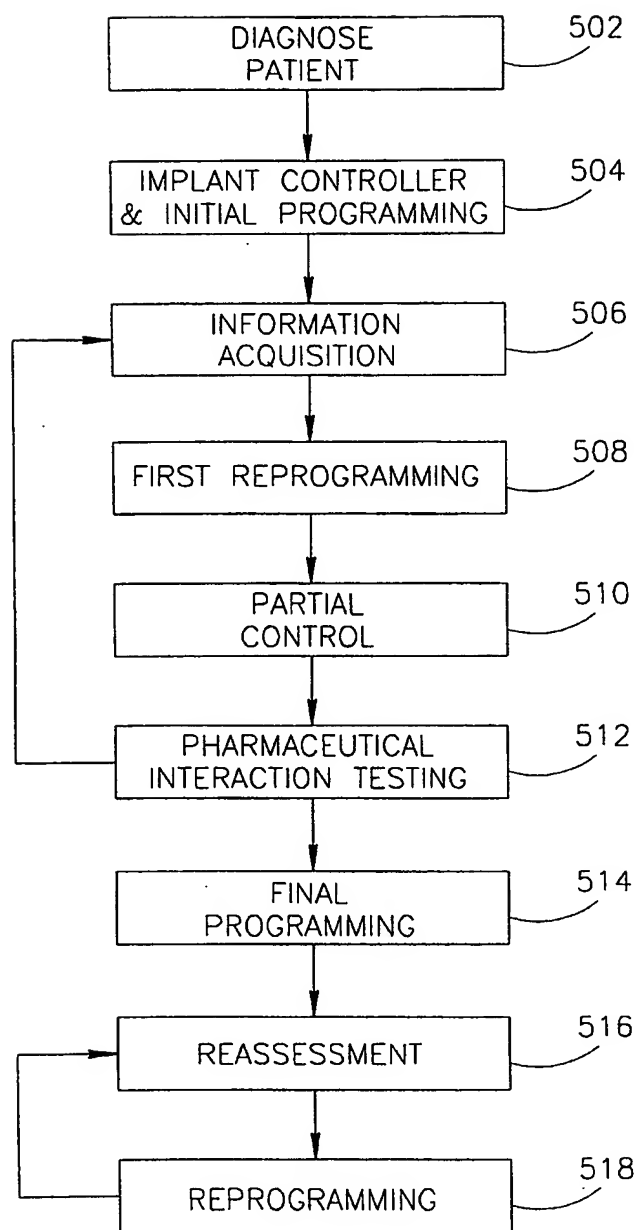 DIAGNOSE
PATIENT
502
IMPLANT CONTROLLER
& INITIAL PROGRAMMING
504
INFORMATION
ACQUISITION
506
FIRST REPROGRAMMING
508
PARTIAL
CONTROL
510
PHARMACEUTICAL
INTERACTION TESTING
512
FINAL
PROGRAMMING
514
REASSESSMENT
516
REPROGRAMMING
518